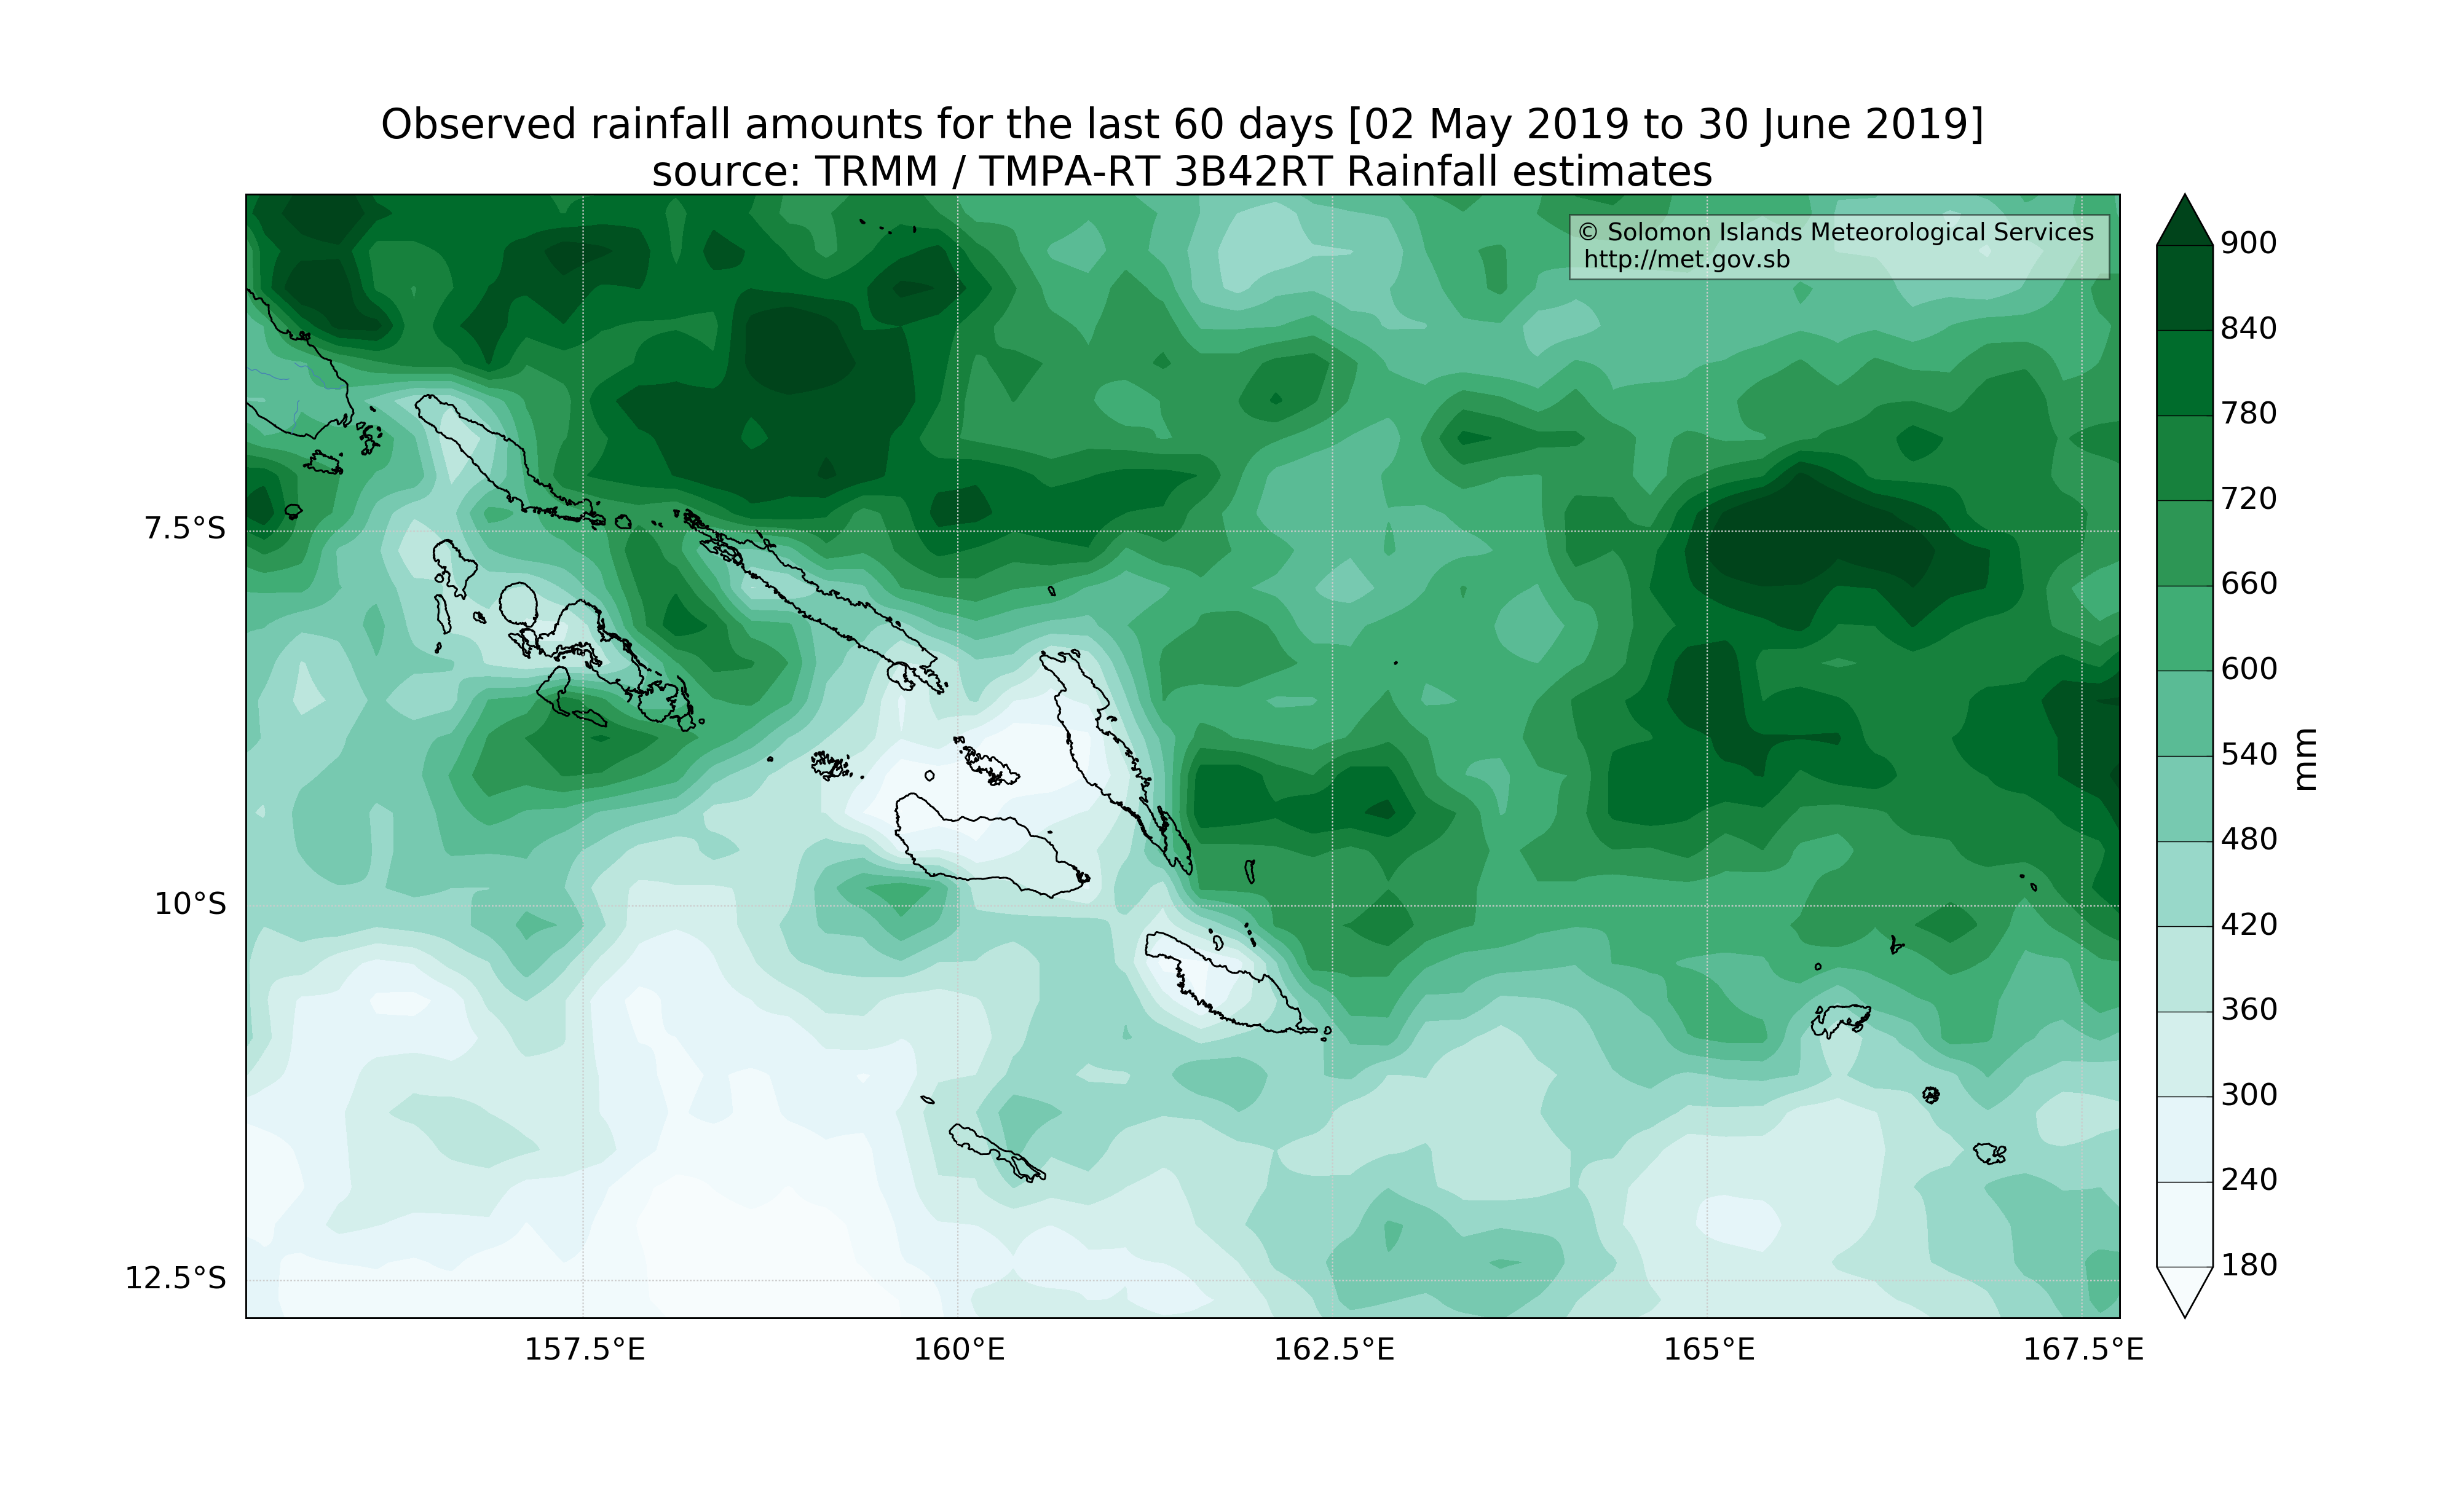 Observed rainfall amounts for the last 60 days [02 May 2019 to 30 June 2019]
source: TRMM / TMPA-RT 3B42RT Rainfall estimates
© Solomon Islands Meteorological Services
http://met.gov.sb
7.5°S
10°S
12.5°S
157.5°E
160°E
162.5°E
165°E
167.5°E
900
840
780
720
660
600
540
480
420
360
300
240
180
mm